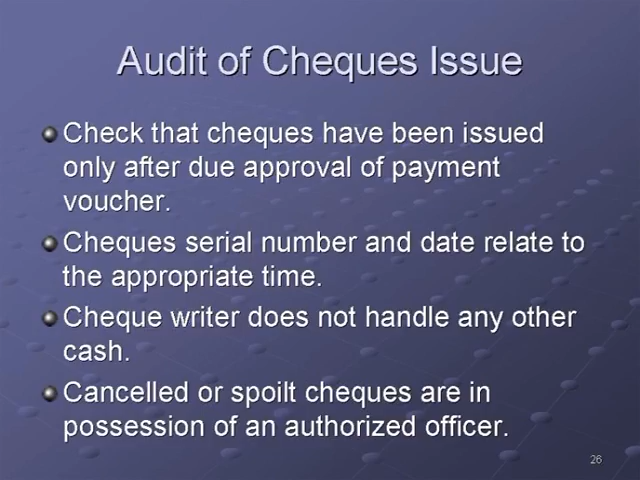 Audit of Cheques Issue
Check that cheques have been issued
only after due approval of payment
voucher.
Cheques serial number and date relate to
the appropriate time.
Cheque writer does not handle any other
cash.
Cancelled or spoilt cheques are in
possession of an authorized officer.
26